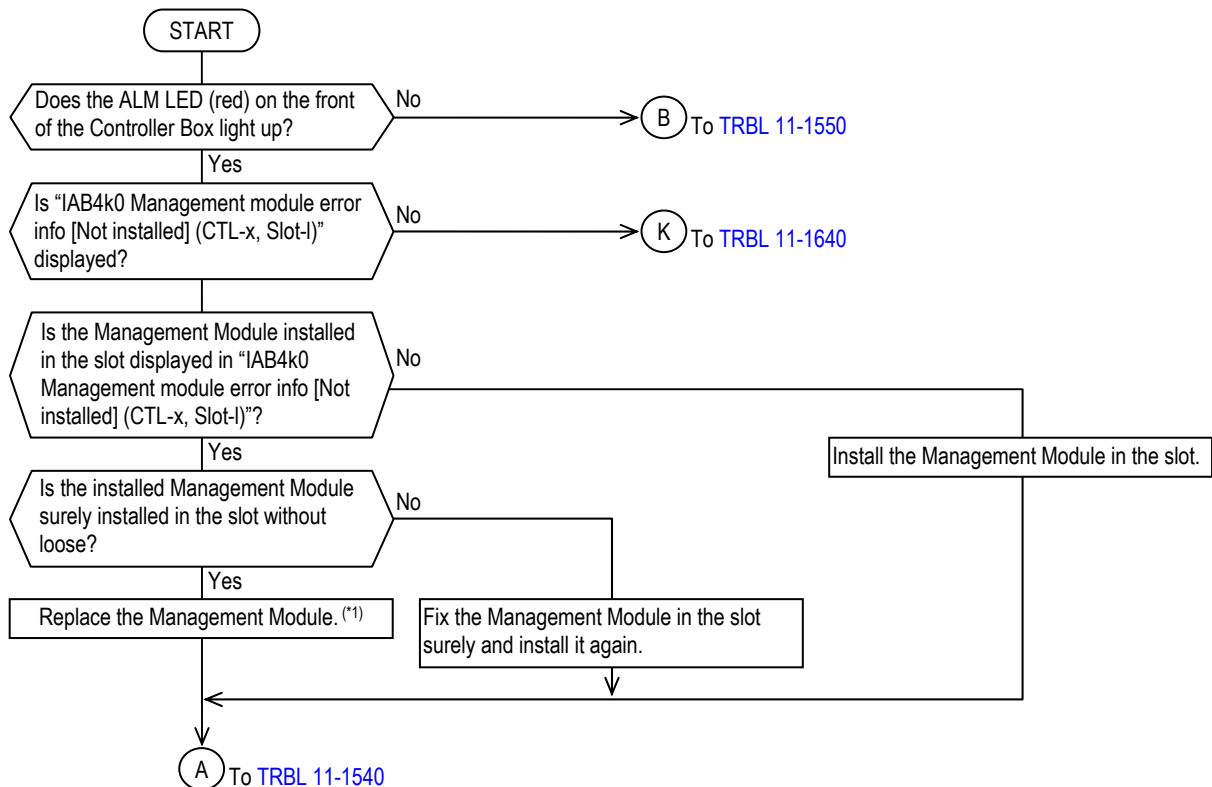 START
Does the ALM LED (red) on the front
of the Controller Box light up?
No
B
To TRBL 11-1550
Yes
Is “IAB4k0 Management module error
info [Not installed] (CTL-x, Slot-l)”
displayed?
No
K
To TRBL 11-1640
Is the Management Module installed
in the slot displayed in “IAB4k0
Management module error info [Not
installed] (CTL-x, Slot-l)”?
No
Yes
Install the Management Module in the slot.
Is the installed Management Module
surely installed in the slot without
loose?
No
Yes
Replace the Management Module. (*1)
Fix the Management Module in the slot
surely and install it again.
A
To TRBL 11-1540